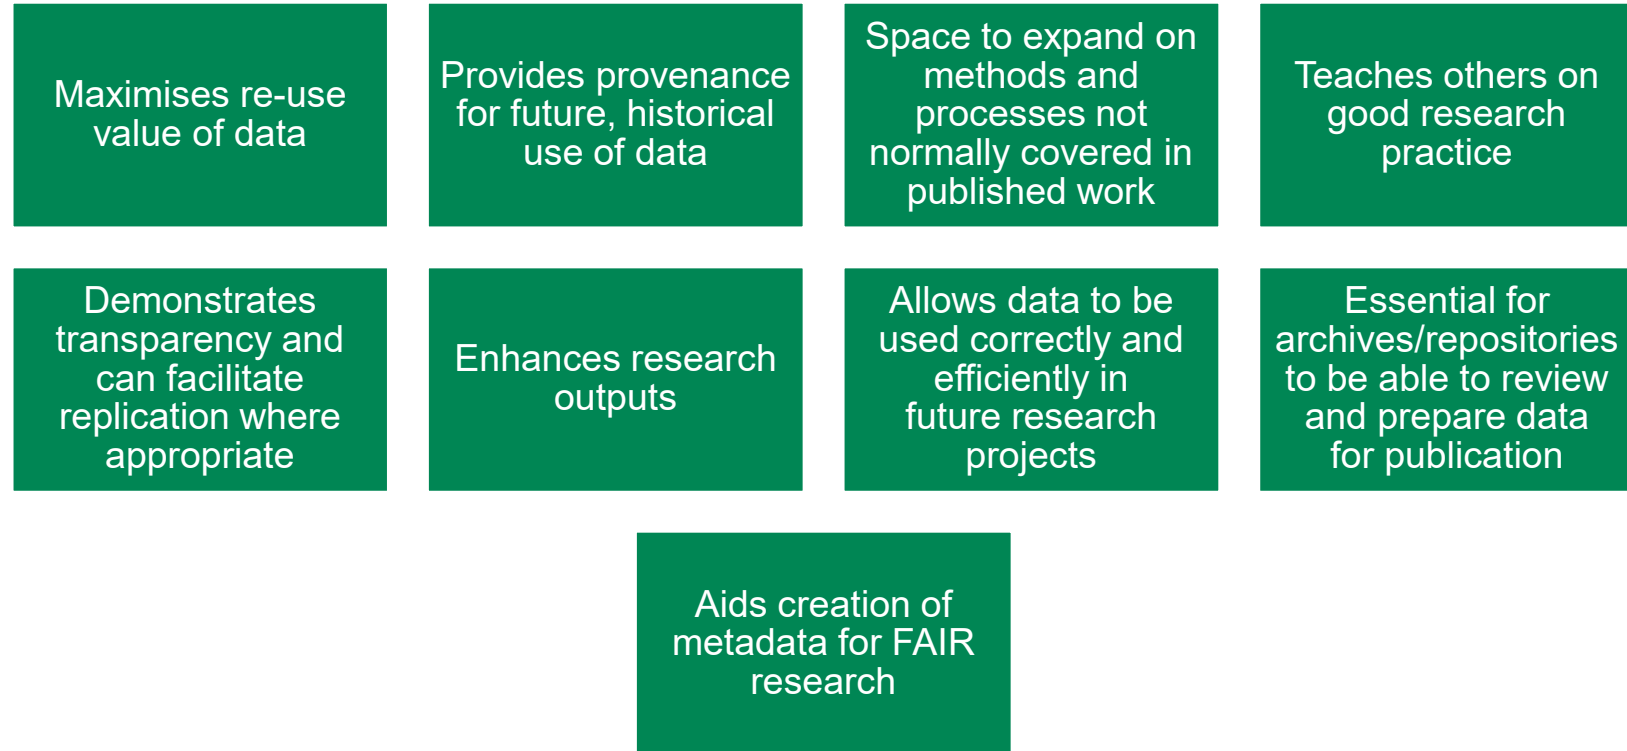 Maximises re-use
value of data
Provides provenance
for future, historical
use of data
Space to expand on
methods and
processes not
normally covered in
published work
Teaches others on
good research
practice
Demonstrates
transparency and
can facilitate
replication where
appropriate
Enhances research
outputs
Allows data to be
used correctly and
efficiently in
future research
projects
Essential for
archives/repositories
to be able to review
and prepare data
for publication
Aids creation of
metadata for FAIR
research